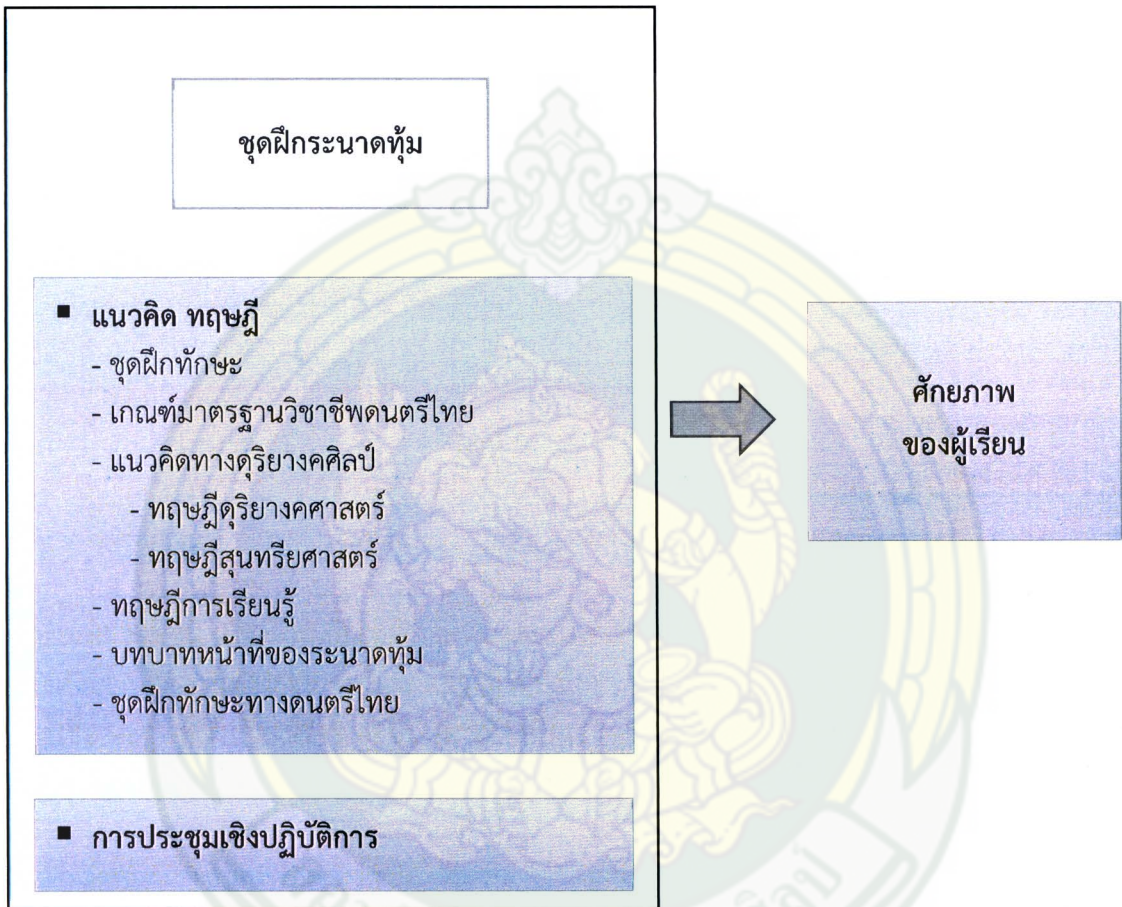 ชุดฝึกระนาดทุ้ม
▪ แนวคิด ทฤษฎี
- ชุดฝึกทักษะ
- เกณฑ์มาตรฐานวิชาชีพดนตรีไทย
- แนวคิดทางดุริยางคศิลป์
- ทฤษฎีดุริยางคศาสตร์
- ทฤษฎีสุนทรียศาสตร์
- ทฤษฎีการเรียนรู้
- บทบาทหน้าที่ของระนาดทุ้ม
- ชุดฝึกทักษะทางดนตรีไทย
▪ การประชุมเชิงปฏิบัติการ
ศักยภาพ
ของผู้เรียน